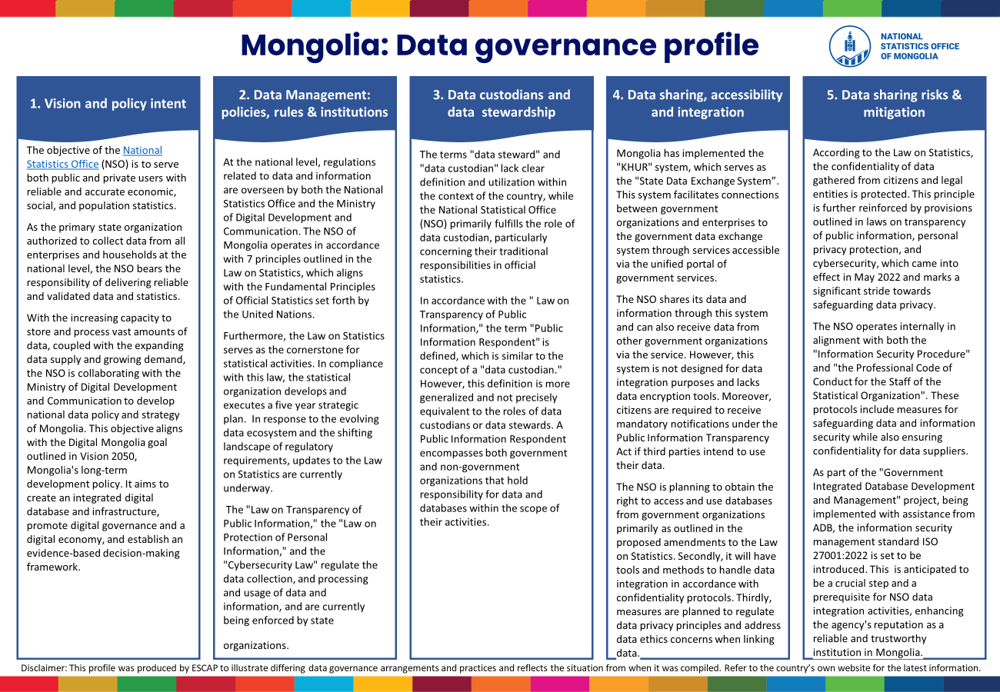 Mongolia: Data governance profile
NATIONAL
STATISTICS OFFICE
OF MONGOLIA
1. Vision and policy intent
The objective of the National
Statistics Office (NSO) is to serve
both public and private users with
reliable and accurate economic,
social, and population statistics.
As the primary state organization
authorized to collect data from all
enterprises and households at the
national level, the NSO bears the
responsibility of delivering reliable
and validated data and statistics.
With the increasing capacity to
store and process vast amounts of
data, coupled with the expanding
data supply and growing demand,
the NSO is collaborating with the
Ministry of Digital Development
and Communication to develop
national data policy and strategy
of Mongolia. This objective aligns
with the Digital Mongolia goal
outlined in Vision 2050,
Mongolia's long-term
development policy. It aims to
create an integrated digital
database and infrastructure,
promote digital governance and a
digital economy, and establish an
evidence-based decision-making
framework.
2. Data Management:
policies, rules & institutions
At the national level, regulations
related to data and information
are overseen by both the National
Statistics Office and the Ministry
of Digital Development and
Communication. The NSO of
Mongolia operates in accordance
with 7 principles outlined in the
Law on Statistics, which aligns
with the Fundamental Principles
of Official Statistics set forth by
the United Nations.
Furthermore, the Law on Statistics
serves as the cornerstone for
statistical activities. In compliance
with this law, the statistical
organization develops and
executes a five year strategic
plan.  In response to the evolving
data ecosystem and the shifting
landscape of regulatory
requirements, updates to the Law
on Statistics are currently
underway.
The "Law on Transparency of
Public Information," the "Law on
Protection of Personal
Information," and the
"Cybersecurity Law" regulate the
data collection, and processing
and usage of data and
information, and are currently
being enforced by state
organizations.
3. Data custodians and
data  stewardship
The terms "data steward" and
"data custodian" lack clear
definition and utilization within
the context of the country, while
the National Statistical Office
(NSO) primarily fulfills the role of
data custodian, particularly
concerning their traditional
responsibilities in official
statistics.
In accordance with the " Law on
Transparency of Public
Information," the term "Public
Information Respondent" is
defined, which is similar to the
concept of a "data custodian."
However, this definition is more
generalized and not precisely
equivalent to the roles of data
custodians or data stewards. A
Public Information Respondent
encompasses both government
and non-government
organizations that hold
responsibility for data and
databases within the scope of
their activities.
4. Data sharing, accessibility
and integration
Mongolia has implemented the
"KHUR" system, which serves as
the "State Data Exchange System”.
This system facilitates connections
between government
organizations and enterprises to
the government data exchange
system through services accessible
via the unified portal of
government services.
The NSO shares its data and
information through this system
and can also receive data from
other government organizations
via the service. However, this
system is not designed for data
integration purposes and lacks
data encryption tools. Moreover,
citizens are required to receive
mandatory notifications under the
Public Information Transparency
Act if third parties intend to use
their data.
The NSO is planning to obtain the
right to access and use databases
from government organizations
primarily as outlined in the
proposed amendments to the Law
on Statistics. Secondly, it will have
tools and methods to handle data
integration in accordance with
confidentiality protocols. Thirdly,
measures are planned to regulate
data privacy principles and address
data ethics concerns when linking
data.
5. Data sharing risks &
mitigation
According to the Law on Statistics,
the confidentiality of data
gathered from citizens and legal
entities is protected. This principle
is further reinforced by provisions
outlined in laws on transparency
of public information, personal
privacy protection, and
cybersecurity, which came into
effect in May 2022 and marks a
significant stride towards
safeguarding data privacy.
The NSO operates internally in
alignment with both the
"Information Security Procedure"
and "the Professional Code of
Conduct for the Staff of the
Statistical Organization". These
protocols include measures for
safeguarding data and information
security while also ensuring
confidentiality for data suppliers.
As part of the "Government
Integrated Database Development
and Management" project, being
implemented with assistance from
ADB, the information security
management standard ISO
27001:2022 is set to be
introduced. This  is anticipated to
be a crucial step and a
prerequisite for NSO data
integration activities, enhancing
the agency's reputation as a
reliable and trustworthy
institution in Mongolia.
Disclaimer: This profile was produced by ESCAP to illustrate differing data governance arrangements and practices and reflects the situation from when it was compiled. Refer to the country’s own website for the latest information.